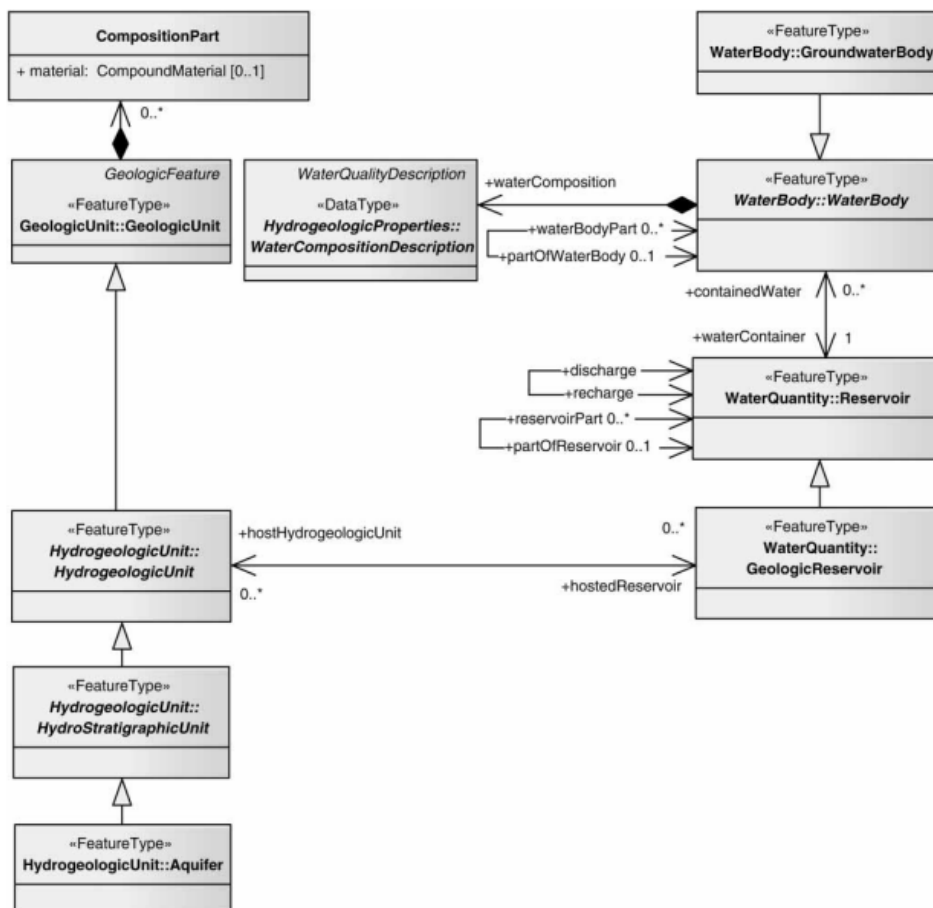 CompositionPart
+ material: CompoundMaterial [0..1]
0..*
«FeatureType»
WaterBody::GroundwaterBody
GeologicFeature
«FeatureType»
GeologicUnit::GeologicUnit
WaterQualityDescription
«DataType»
HydrogeologicProperties::
WaterCompositionDescription
+waterComposition
+waterBodyPart 0..*
+partOfWaterBody 0..1
«FeatureType»
WaterBody::WaterBody
+containedWater
0..*
+waterContainer
1
+discharge
+recharge
+reservoirPart 0..*
+partOfReservoir 0..1
«FeatureType»
WaterQuantity::Reservoir
«FeatureType»
HydrogeologicUnit::
HydrogeologicUnit
+hostHydrogeologicUnit
0..*
0..*
+hostedReservoir
«FeatureType»
WaterQuantity::
GeologicReservoir
«FeatureType»
HydrogeologicUnit::
HydroStratigraphicUnit
«FeatureType»
HydrogeologicUnit::Aquifer